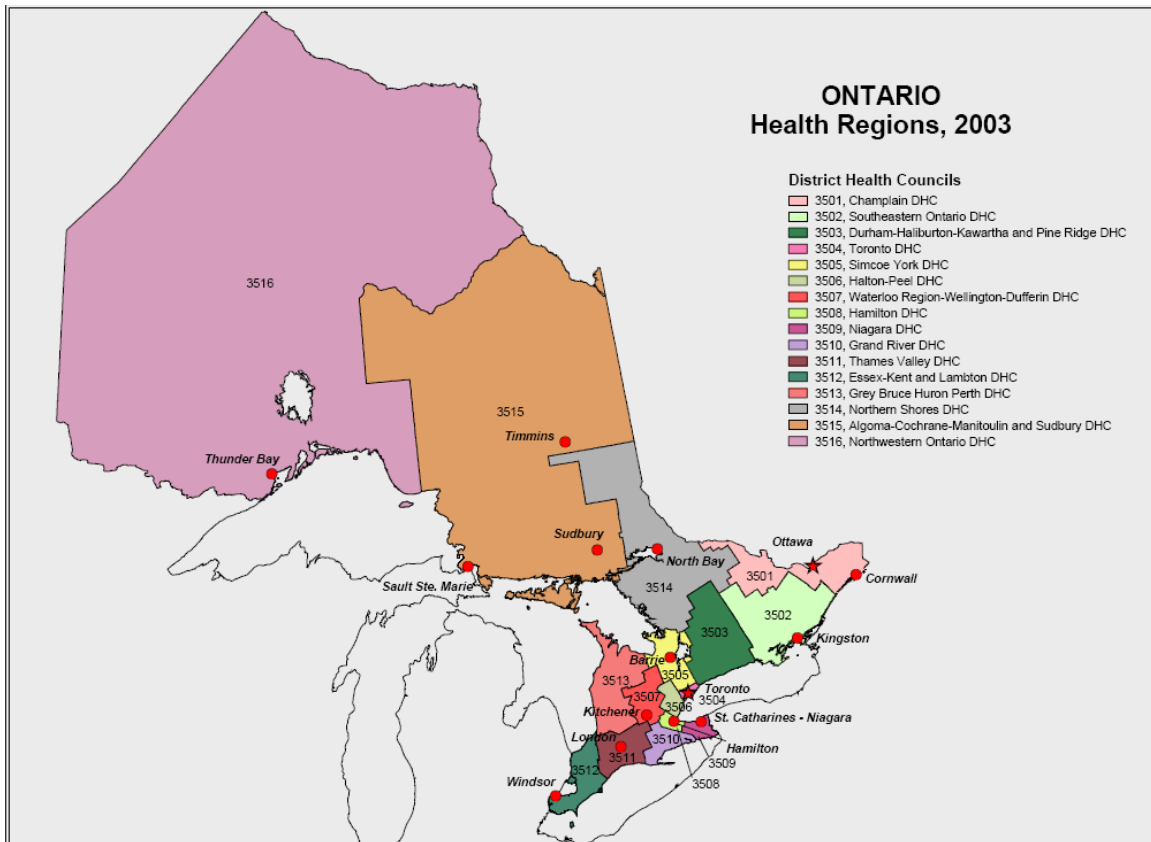 ONTARIO
Health Regions, 2003
District Health Councils
3501, Champlain DHC
3502, Southeastern Ontario DHC
3503, Durham-Haliburton-Kawartha and Pine Ridge DHC
3504, Toronto DHC
3505, Simcoe York DHC
3506, Halton-Peel DHC
3507, Waterloo Region-Wellington-Dufferin DHC
3508, Hamilton DHC
3509, Niagara DHC
3510, Grand River DHC
3511, Thames Valley DHC
3512, Essex-Kent and Lambton DHC
3513, Grey Bruce Huron Perth DHC
3514, Northern Shores DHC
3515, Algoma-Cochrane-Manitoulin and Sudbury DHC
3516, Northwestern Ontario DHC
3516
3515
Timmins
Thunder Bay
Sudbury
Ottawa
North Bay
3501
Cornwall
Sault Ste. Marie
3514
3502
3503
Kingston
Barrie
3505
3513
Toronto
3507
3504
3506
Kitchener
St. Catharines - Niagara
London
3510
Hamilton
3511
3509
3512
3508
Windsor